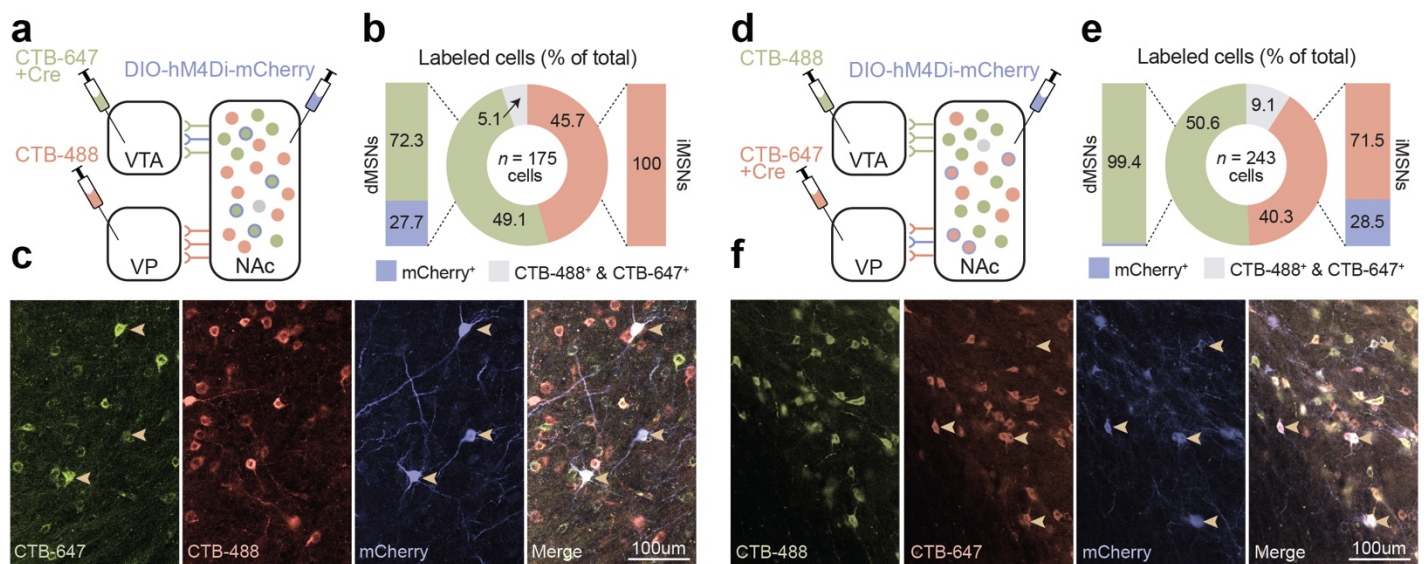 a
CTB-647
+Cre
DIO-hM4Di-mCherry
CTB-488
VTA
VP
NAc
b
Labeled cells (% of total)
dMSNs
72.3
27.7
5.1
45.7
n = 175
cells
49.1
100
iMSNs
mCherry⁺
CTB-488⁺ & CTB-647⁺
c
CTB-647
CTB-488
mCherry
Merge
100um
d
CTB-488
DIO-hM4Di-mCherry
CTB-647
+Cre
VTA
VP
NAc
e
Labeled cells (% of total)
dMSNs
99.4
50.6
9.1
n = 243
cells
40.3
71.5
28.5
iMSNs
mCherry⁺
CTB-488⁺ & CTB-647⁺
f
CTB-488
CTB-647
mCherry
Merge
100um